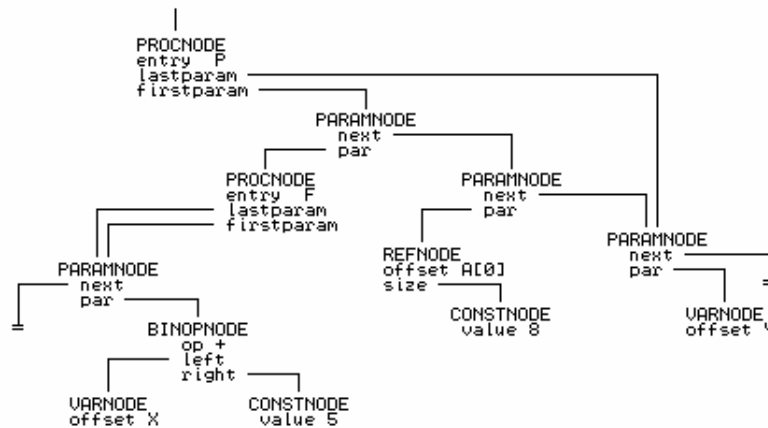 PROCNODE
entry P
lastparam
firstparam
PARAMNODE
next
par
PROCNODE
entry F
lastparam
firstparam
PARAMNODE
next
par
PARAMNODE
next
par
REFNODE
offset A[0]
size
PARAMNODE
next
par
CONSTNODE
value 8
VARNODE
offset
BINOPNODE
op +
left
right
VARNODE
offset X
CONSTNODE
value 5